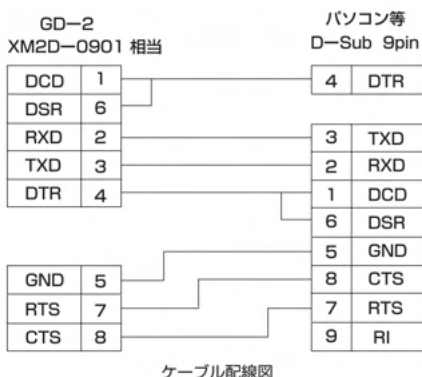 GD-2
XM2D-0901 相当
パソコン等
D-Sub 9pin
DCD 1
DSR 6
RXD 2
TXD 3
DTR 4
GND 5
RTS 7
CTS 8
4 DTR
3 TXD
2 RXD
1 DCD
6 DSR
5 GND
8 CTS
7 RTS
9 RI
ケーブル配線図